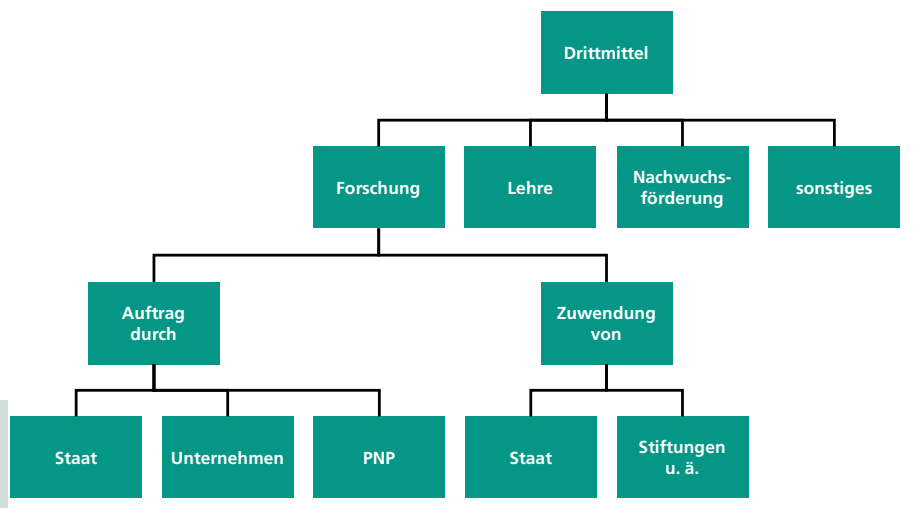 Drittmittel
Forschung
Lehre
Nachwuchs-
förderung
sonstiges
Auftrag
durch
Zuwendung
von
Staat
Unternehmen
PNP
Staat
Stiftungen
u. ä.